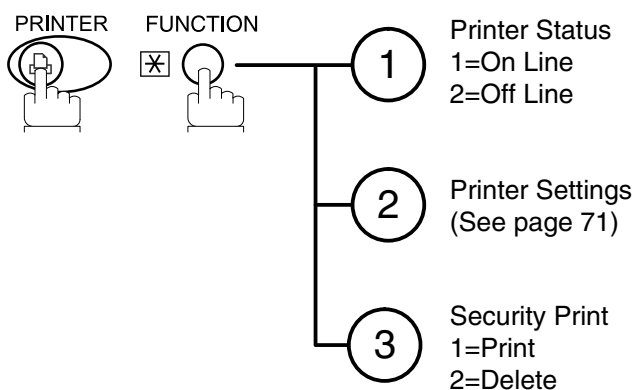 PRINTER FUNCTION
1
Printer Status
1=On Line
2=Off Line
2
Printer Settings
(See page 71)
3
Security Print
1=Print
2=Delete